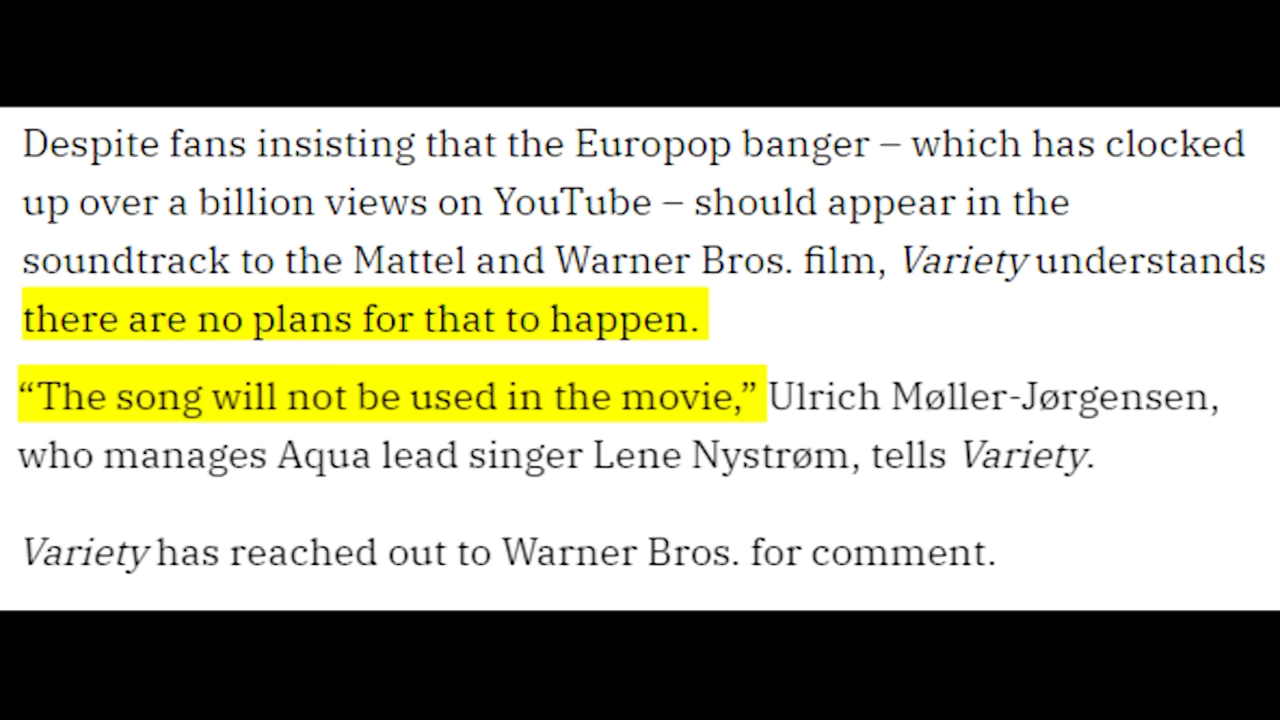 Despite fans insisting that the Europop banger – which has clocked
up over a billion views on YouTube – should appear in the
soundtrack to the Mattel and Warner Bros. film, Variety understands
there are no plans for that to happen.
“The song will not be used in the movie,” Ulrich Møller-Jørgensen,
who manages Aqua lead singer Lene Nystrøm, tells Variety.
Variety has reached out to Warner Bros. for comment.